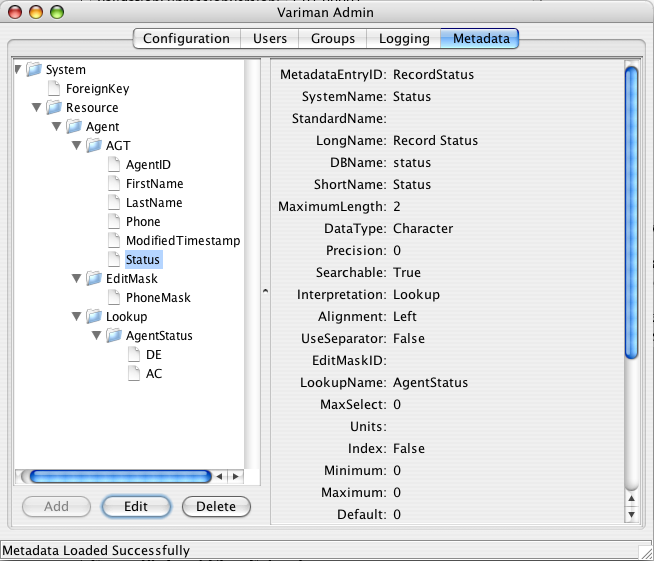 Variman Admin
Configuration Users Groups Logging Metadata
System
ForeignKey
Resource
Agent
AGT
AgentID
FirstName
LastName
Phone
ModifiedTimestamp
Status
EditMask
PhoneMask
Lookup
AgentStatus
DE
AC
Add Edit Delete
MetadataEntryID: RecordStatus
SystemName: Status
StandardName:
LongName: Record Status
DBName: status
ShortName: Status
MaximumLength: 2
DataType: Character
Precision: 0
Searchable: True
Interpretation: Lookup
Alignment: Left
UseSeparator: False
EditMaskID:
LookupName: AgentStatus
MaxSelect: 0
Units:
Index: False
Minimum: 0
Maximum: 0
Default: 0
Metadata Loaded Successfully